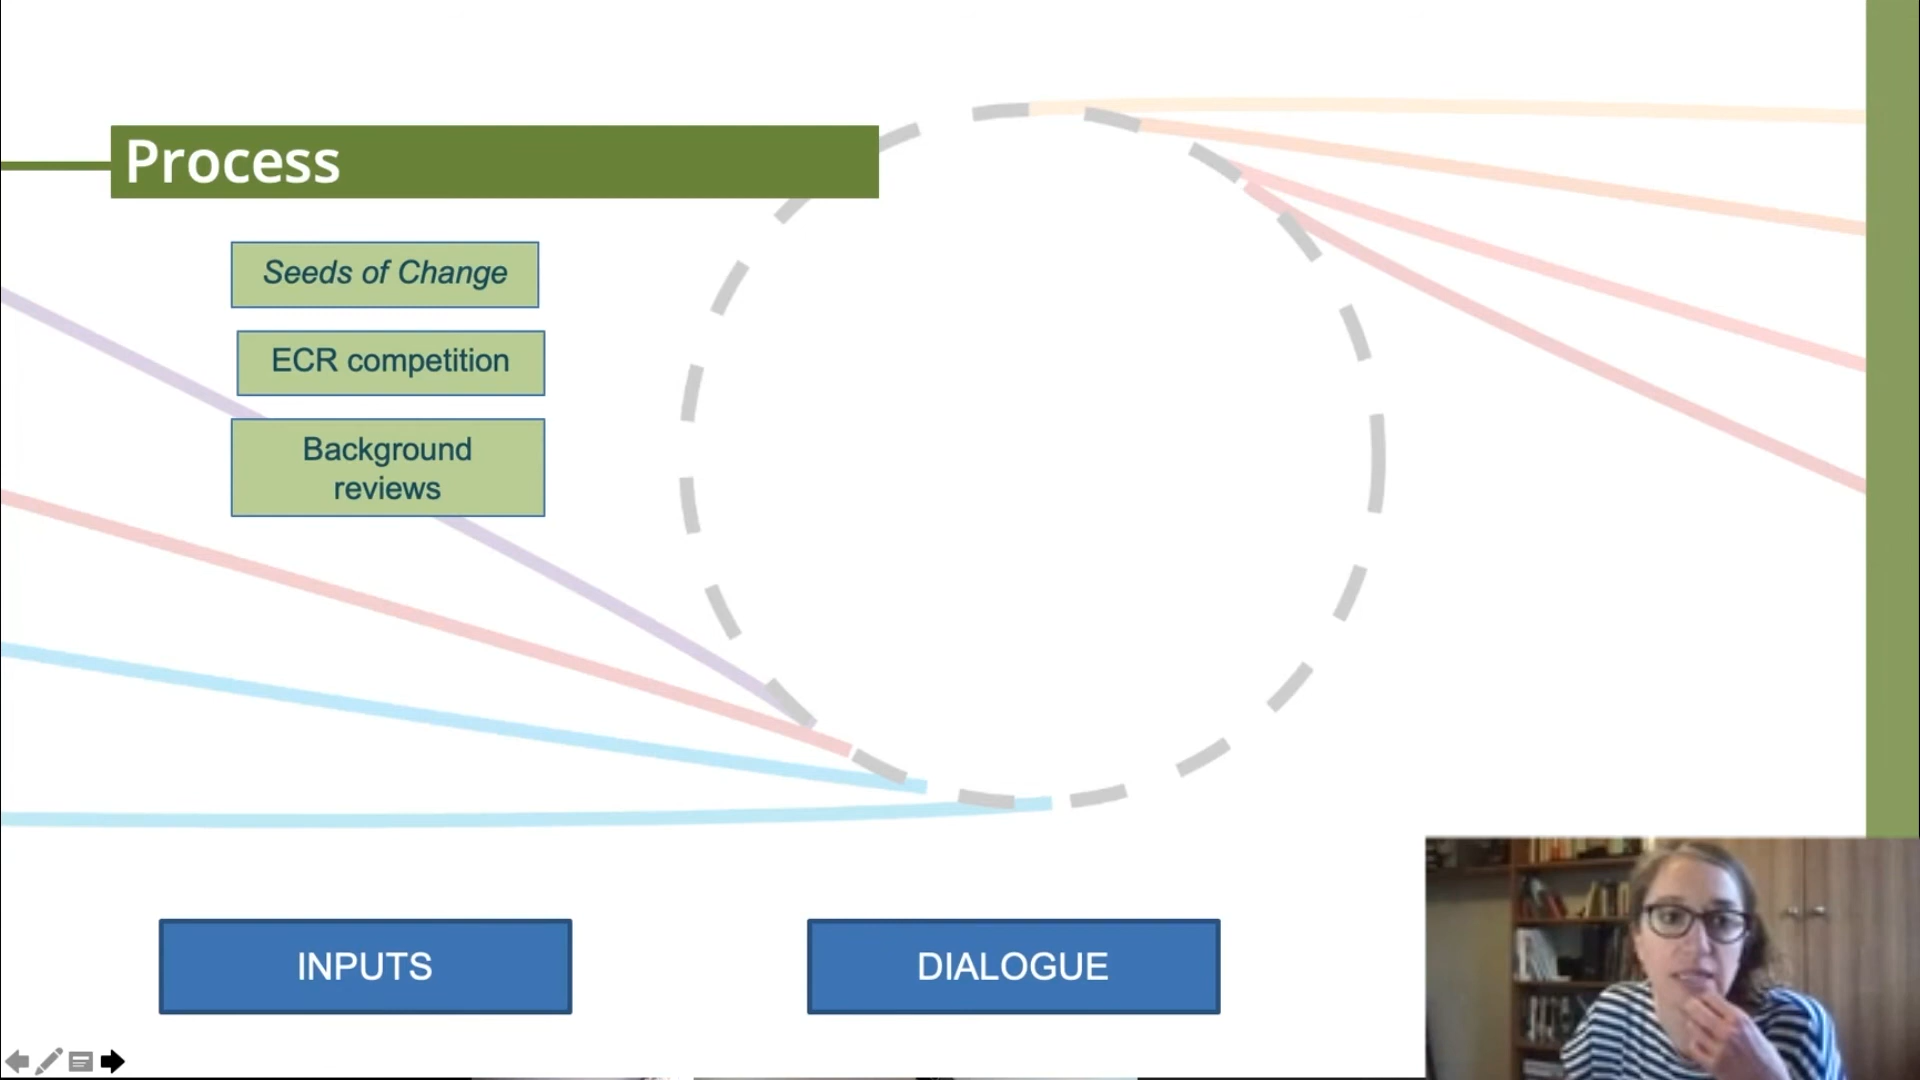 Process
Seeds of Change
ECR competition
Background
reviews
INPUTS
DIALOGUE